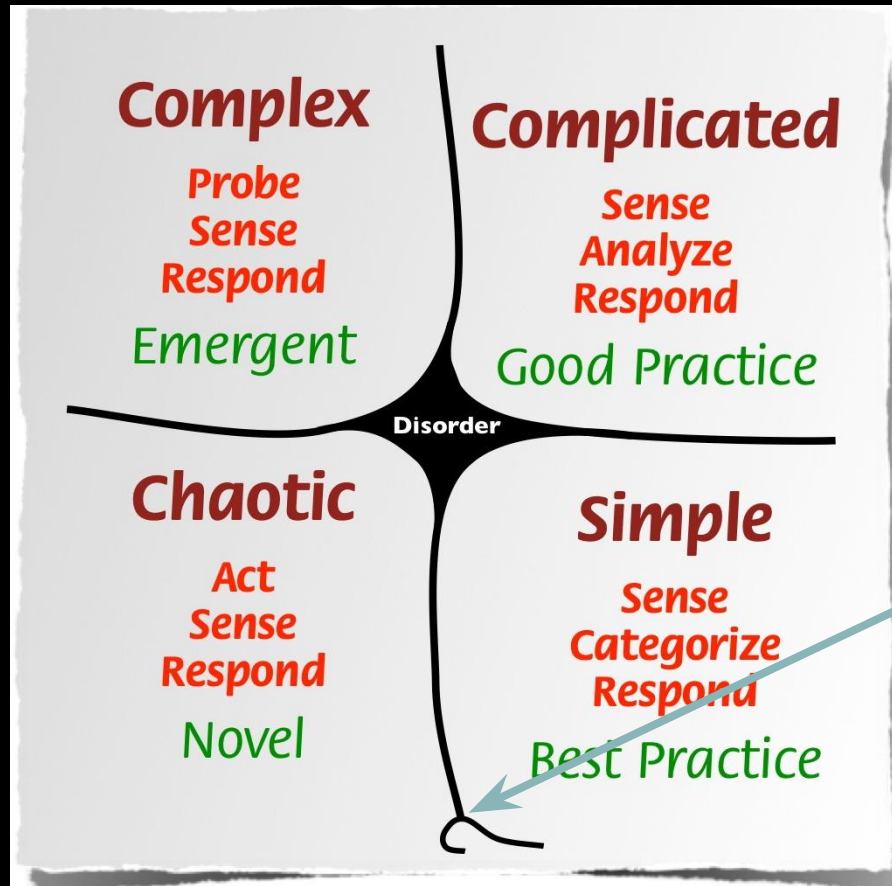 Complex
Probe
Sense
Respond
Emergent
Complicated
Sense
Analyze
Respond
Good Practice
Disorder
Chaotic
Act
Sense
Respond
Novel
Simple
Sense
Categorize
Respond
Best Practice